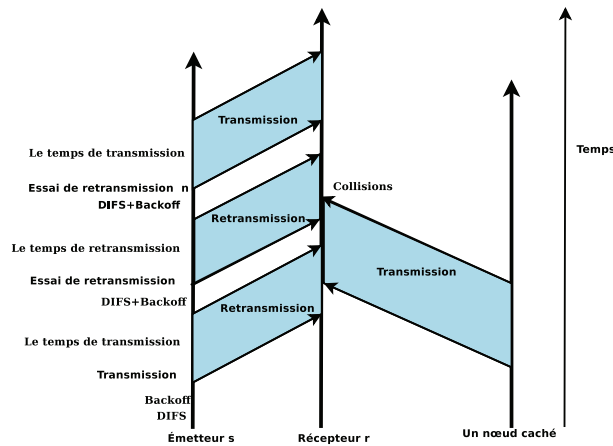 Transmission
Temps
Le temps de transmission
Essai de retransmission n
Collisions
DIFS+Backoff
Retransmission
Le temps de retransmission
Transmission
Essai de retransmission
DIFS+Backoff
Retransmission
Le temps de transmission
Transmission
Backoff
DIFS
Émetteur s
Récepteur r
Un nœud caché